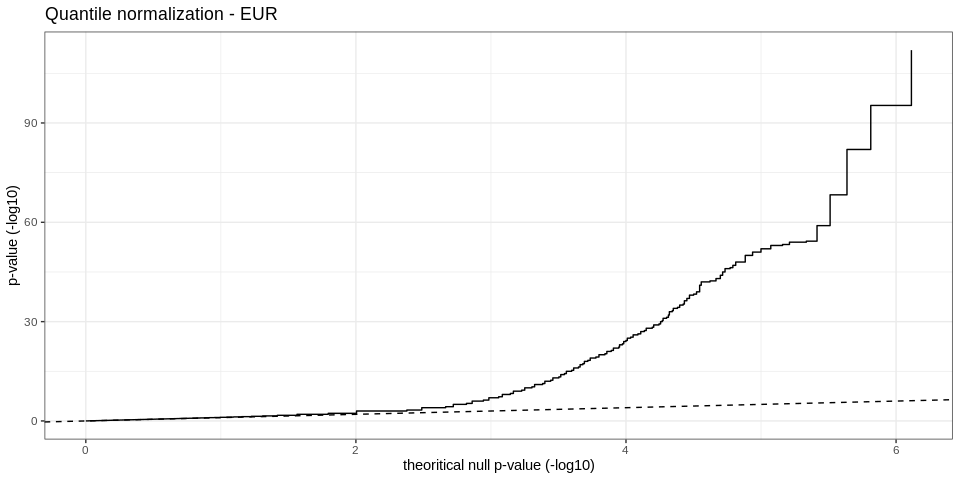 Quantile normalization - EUR
p-value (-log10)
90
60
30
0
0
2
4
6
theoritical null p-value (-log10)